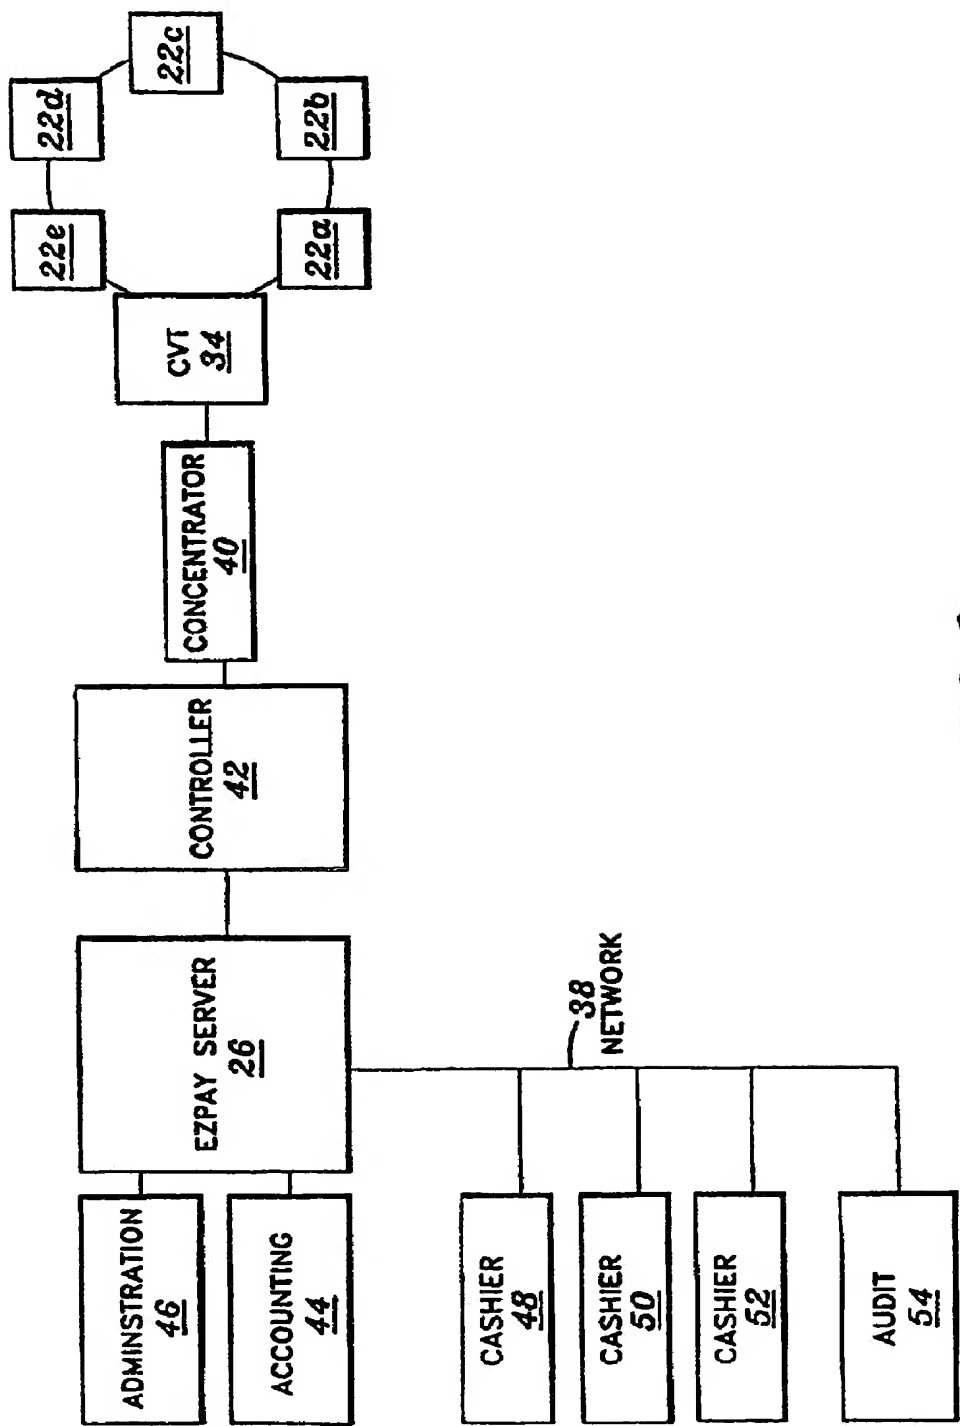 ADMINSTRATION
46
ACCOUNTING
44
EZPAY SERVER
26
CONTROLLER
42
CONCENTRATOR
40
CVT
34
22e
22d
22c
22b
22a
38
NETWORK
CASHIER
48
CASHIER
50
CASHIER
52
AUDIT
54